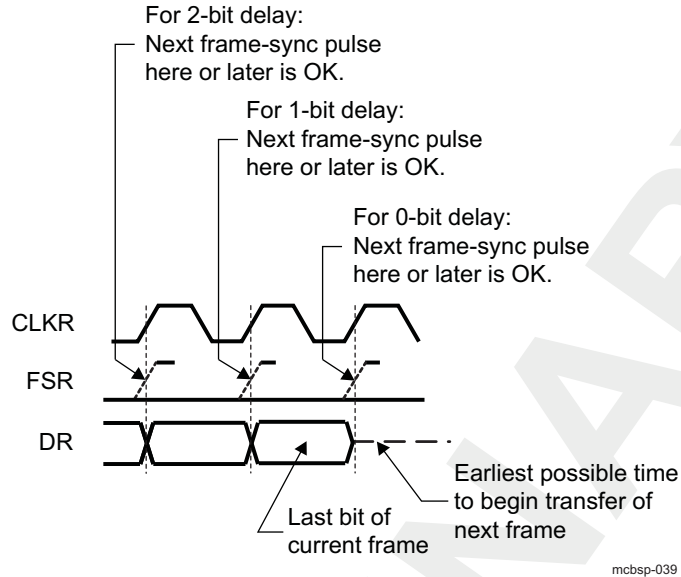 For 2-bit delay:
Next frame-sync pulse
here or later is OK.
For 1-bit delay:
Next frame-sync pulse
here or later is OK.
For 0-bit delay:
Next frame-sync pulse
here or later is OK.
CLKR
FSR
DR
Earliest possible time
to begin transfer of
next frame
Last bit of
current frame
mcbsp-039